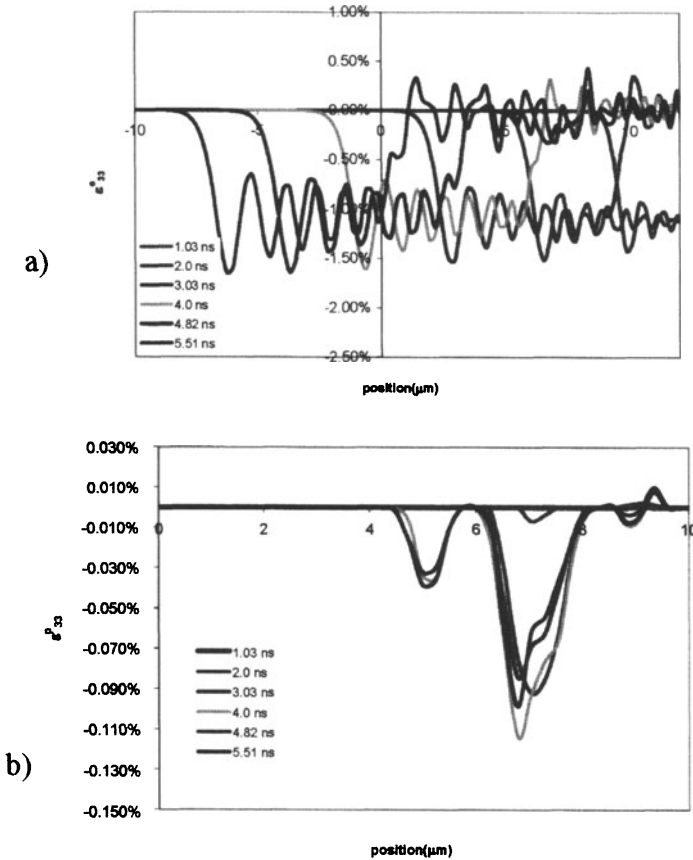 1.00%
0.50%
0.00%
-10
-5
0
5
-0.50%
-1.00%
-1.50%
-2.00%
-2.50%
εᵉ₃₃
1.03 ns
2.0 ns
3.03 ns
4.0 ns
4.82 ns
5.51 ns
a)
position(μm)
0.030%
0.010%
-0.010%
-0.030%
-0.050%
-0.070%
-0.090%
-0.110%
-0.130%
-0.150%
0
2
4
6
8
10
εᵖ₃₃
1.03 ns
2.0 ns
3.03 ns
4.0 ns
4.82 ns
5.51 ns
b)
position(μm)